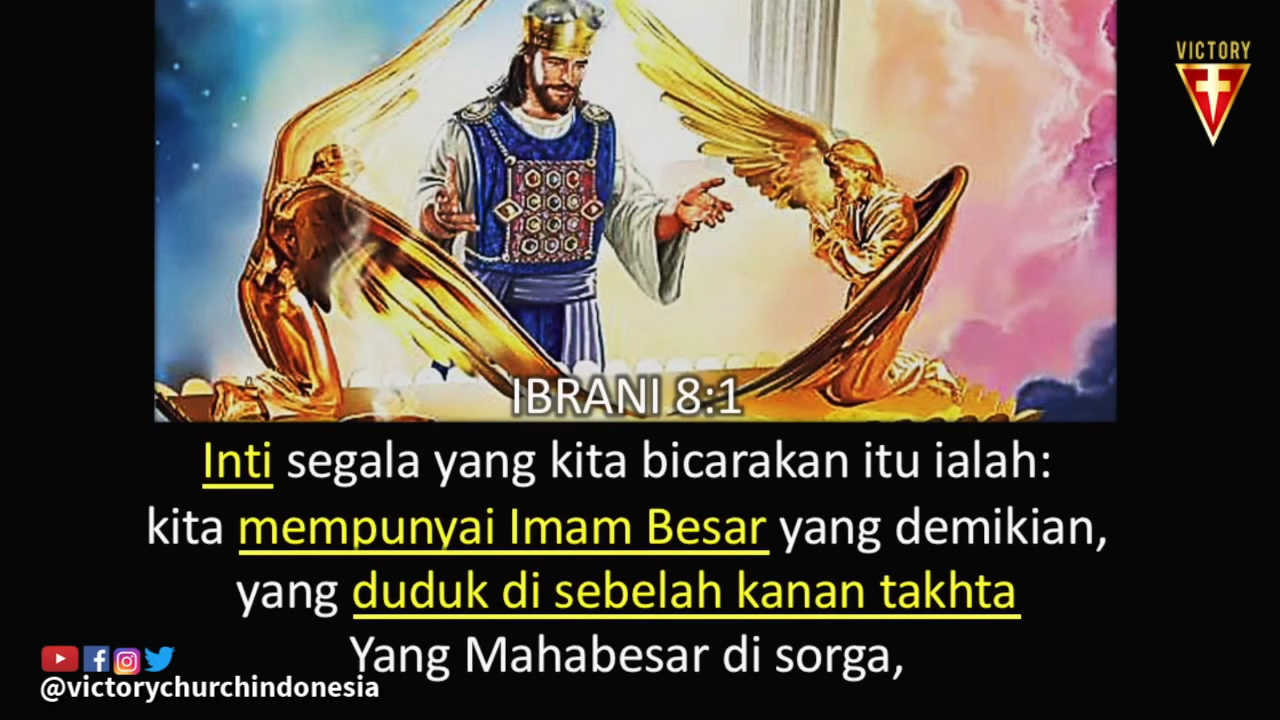 VICTORY
IBRANI 8:1
Inti segala yang kita bicarakan itu ialah:
kita mempunyai Imam Besar yang demikian,
yang duduk di sebelah kanan takhta
Yang Mahabesar di sorga,
@victorychurchindonesia